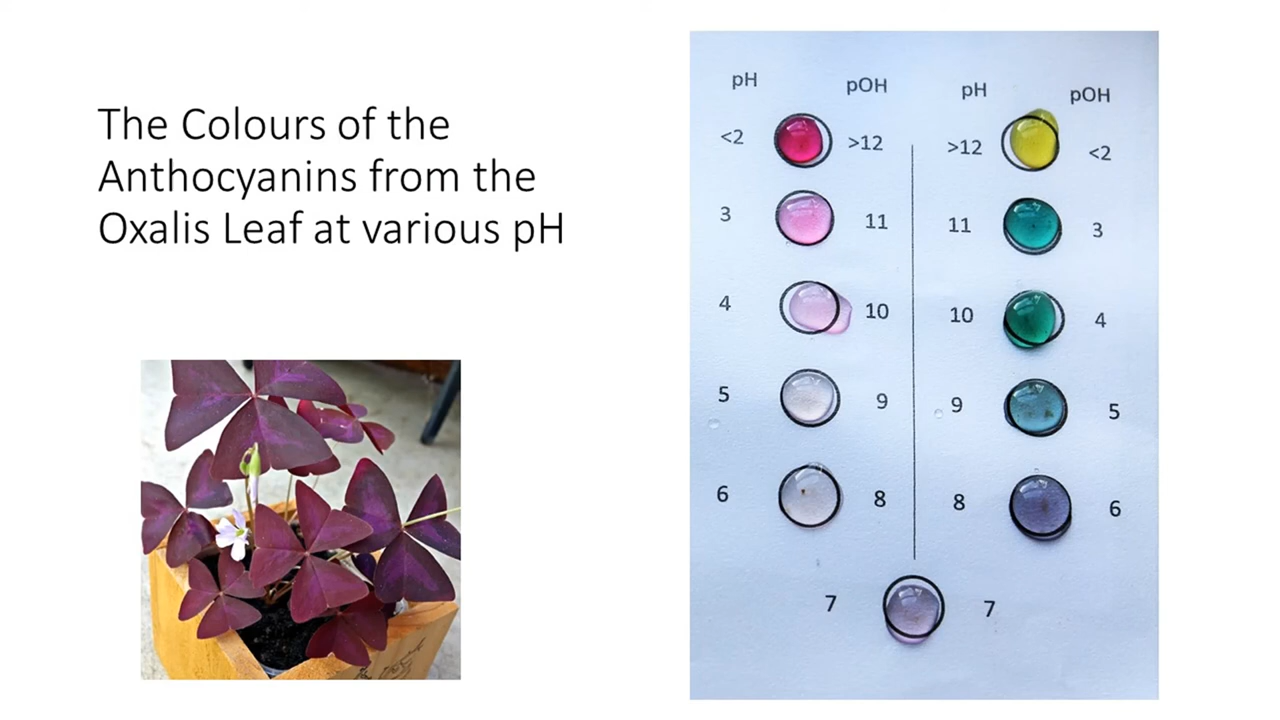 The Colours of the
Anthocyanins from the
Oxalis Leaf at various pH
pH pOH pH pOH
<2 >12 >12 <2
3 11 11 3
4 10 10 4
5 9 9 5
6 8 8 6
7 7